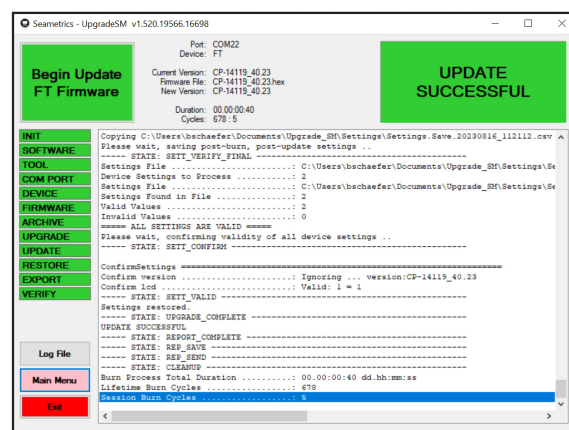 Seametrics - UpgradeSM v1.520.19566.16698
Begin Update
FT Firmware
Port: COM22
Device: FT
Current Version: CP-14119_40.23
Firmware File: CP-14119_40.23.hex
New Version: CP-14119_40.23
Duration: 00.00:00:40
Cycles: 678 : 5
UPDATE
SUCCESSFUL
INIT
SOFTWARE
TOOL
COM PORT
DEVICE
FIRMWARE
ARCHIVE
UPGRADE
UPDATE
RESTORE
EXPORT
VERIFY
Log File
Main Menu
Exit
Copying C:\Users\bschaefer\Documents\Upgrade_SM\Settings\Settings.Save.20230816_112112.csv
Please wait, saving post-burn, post-update settings ..
----- STATE: SETT_VERIFY_FINAL -----------------------------------------
Settings File ......................: C:\Users\bschaefer\Documents\Upgrade_SM\Settings\Se
Device Settings to Process .........: 2
Settings File ......................: C:\Users\bschaefer\Documents\Upgrade_SM\Settings\Se
Settings Found in File .............: 2
Valid Values .......................: 2
Invalid Values .....................: 0
===== ALL SETTINGS ARE VALID =====
Please wait, confirming validity of all device settings ..
----- STATE: SETT_CONFIRM ----------------------------------------------
ConfirmSettings ============================================================
Confirm version ....................: Ignoring ... version:CP-14119_40.23
Confirm lcd ........................: Valid: 1 = 1
----- STATE: SETT_VALID ------------------------------------------------
Settings restored.
----- STATE: UPGRADE_COMPLETE ------------------------------------------
UPDATE SUCCESSFUL
----- STATE: REPORT_COMPLETE -------------------------------------------
----- STATE: REP_SAVE --------------------------------------------------
----- STATE: REP_SEND --------------------------------------------------
----- STATE: CLEANUP ---------------------------------------------------
Burn Process Total Duration ........: 00.00:00:40 dd.hh:mm:ss
Lifetime Burn Cycles ...............: 678
Session Burn Cycles ................: 5